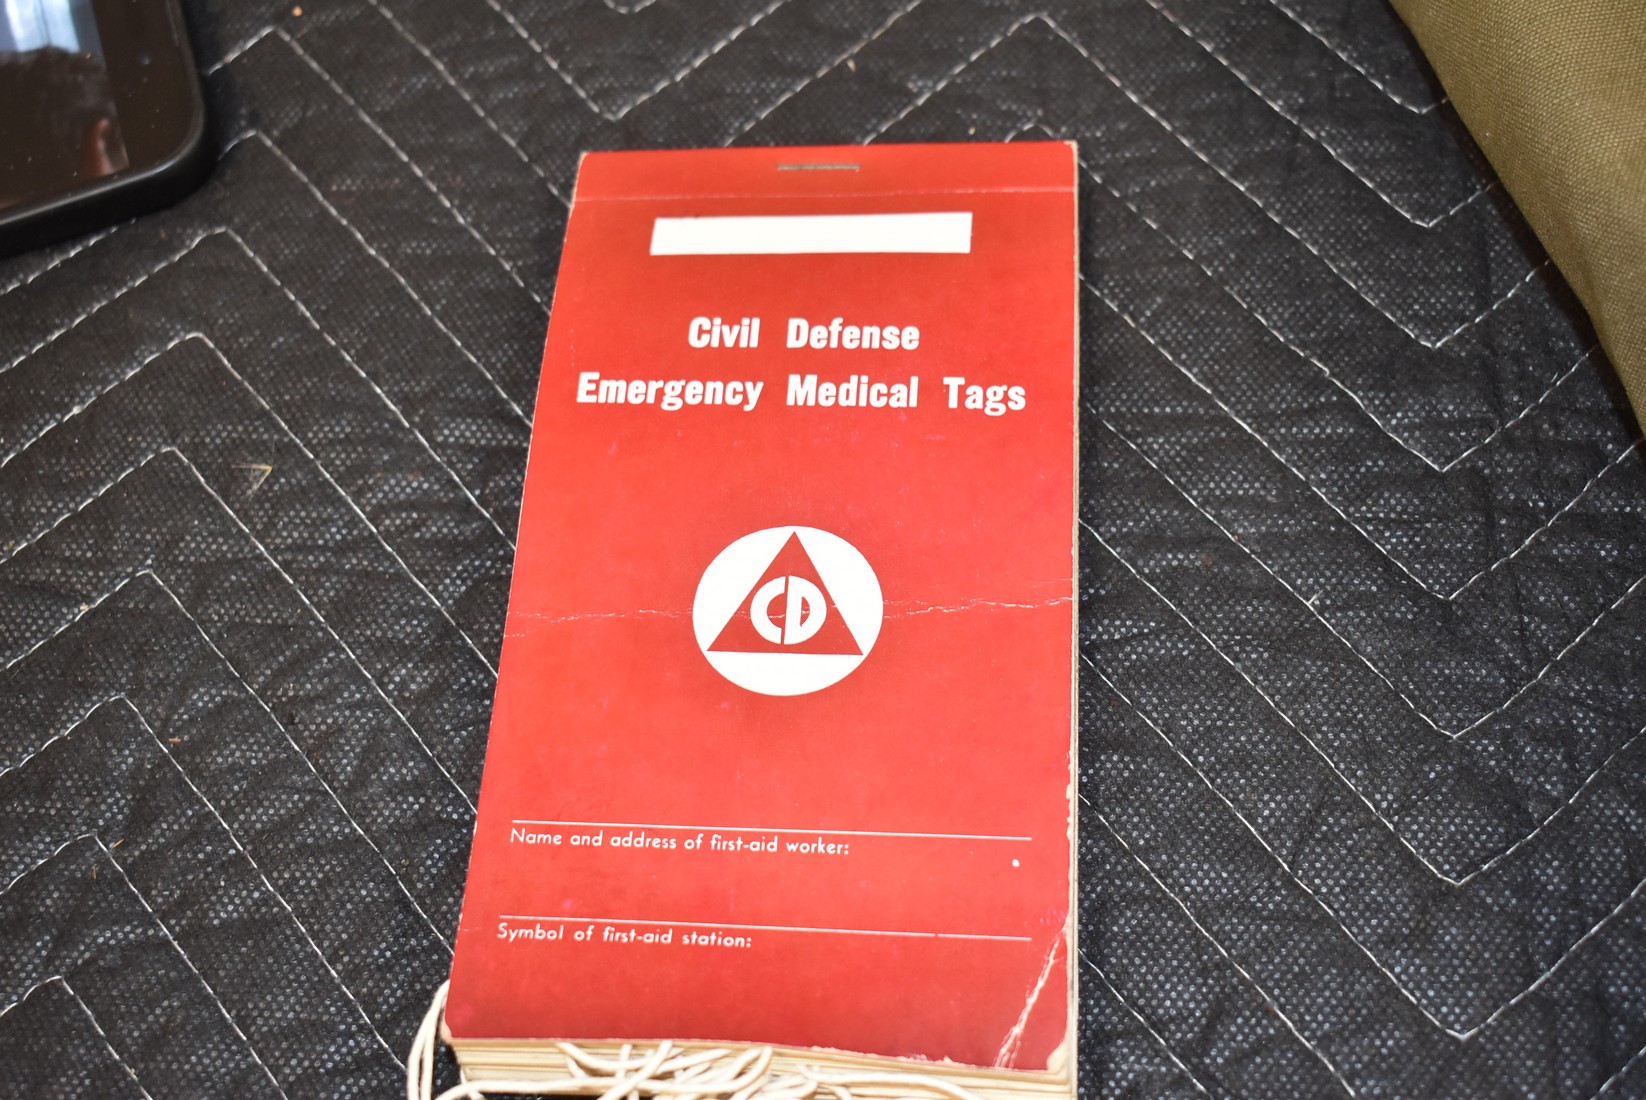 Civil Defense
Emergency Medical Tags
CD
Name and address of first-aid worker:
Symbol of first-aid station: